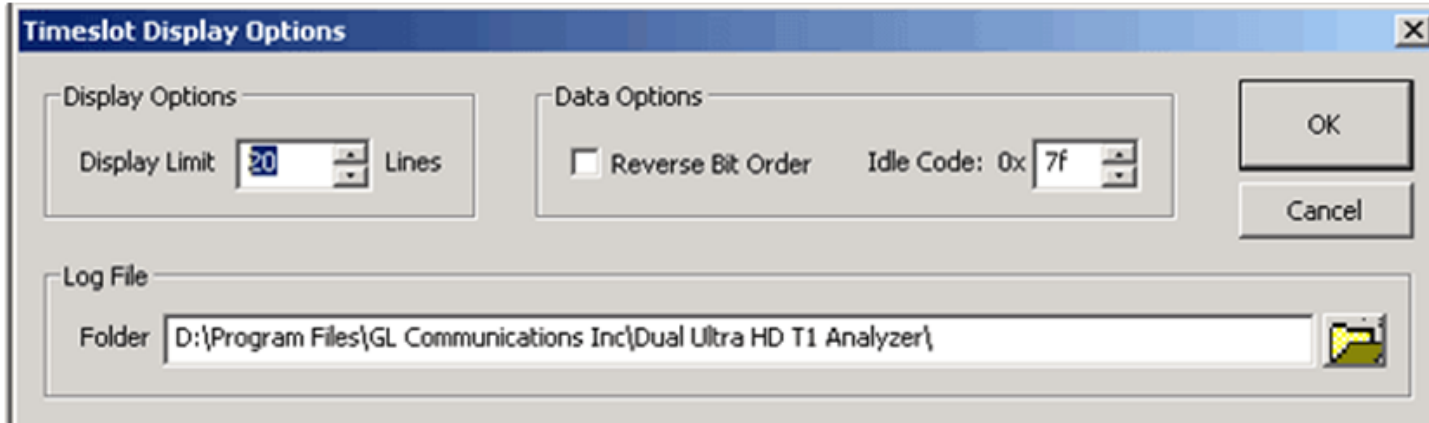 Timeslot Display Options
Display Options
Display Limit 20 Lines
Data Options
Reverse Bit Order Idle Code: 0x 7f
OK
Cancel
Log File
Folder D:\Program Files\GL Communications Inc\Dual Ultra HD T1 Analyzer\